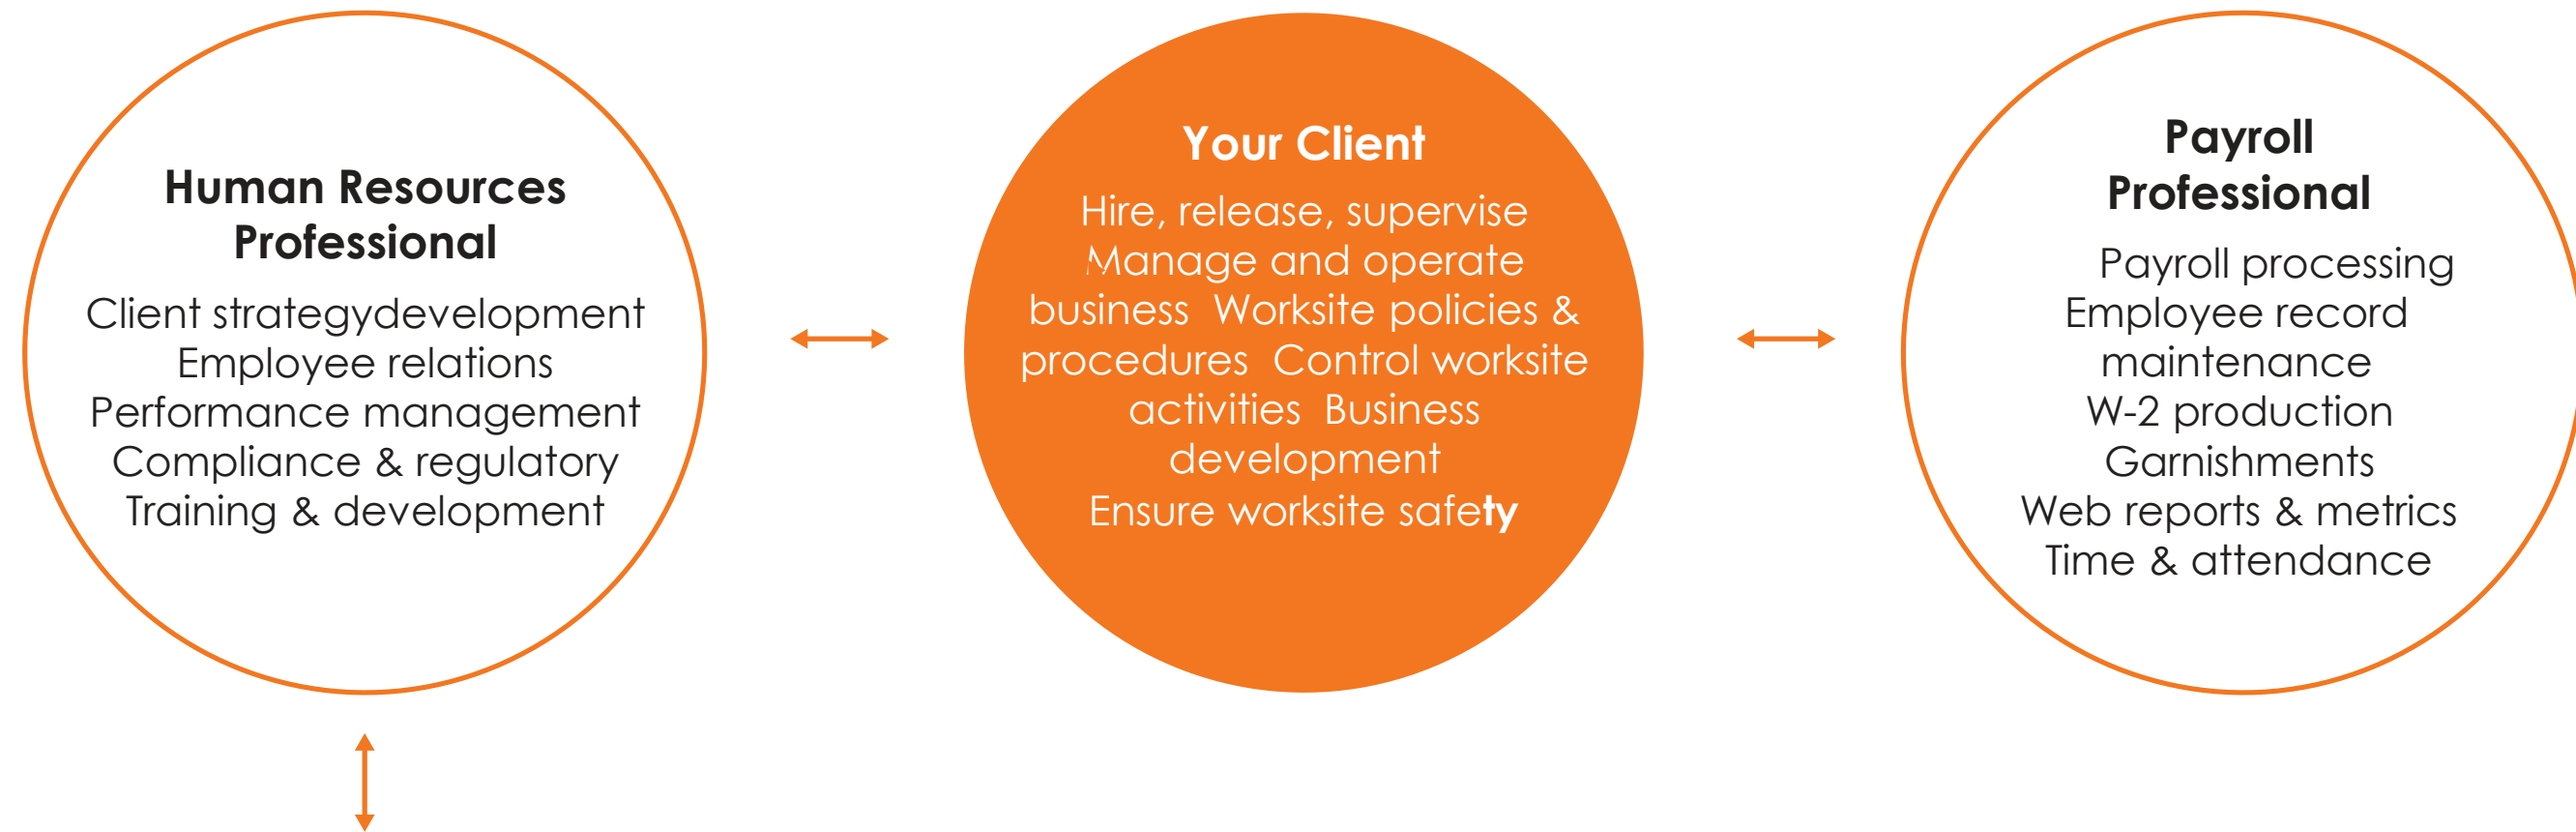 Human Resources
Professional
Client strategydevelopment
Employee relations
Performance management
Compliance & regulatory
Training & development
Your Client
Hire, release, supervise
Manage and operate
business Worksite policies &
procedures Control worksite
activities Business
development
Ensure worksite safety
Payroll
Professional
Payroll processing
Employee record
maintenance
W-2 production
Garnishments
Web reports & metrics
Time & attendance